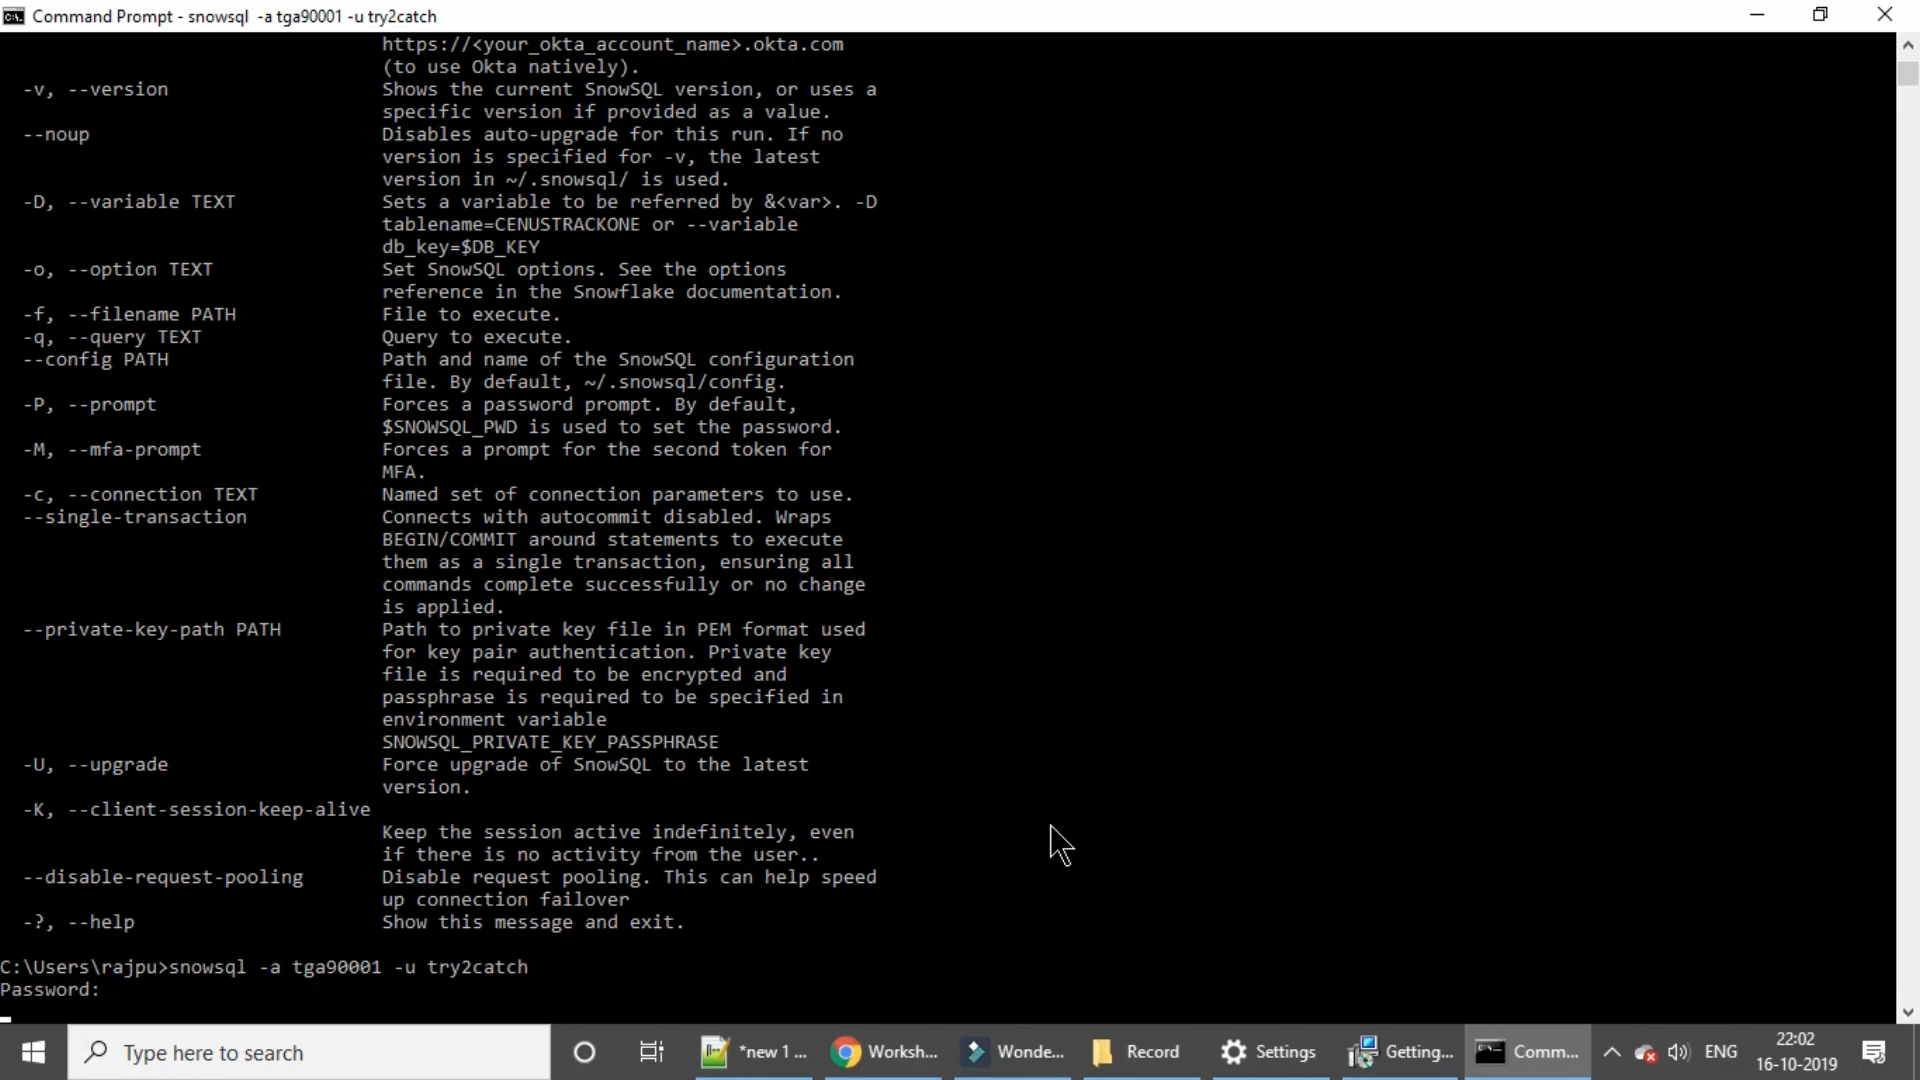 Command Prompt - snowsql  -a tga90001 -u try2catch
https://<your_okta_account_name>.okta.com
(to use Okta natively).
-v, --version Shows the current SnowSQL version, or uses a
specific version if provided as a value.
--noup Disables auto-upgrade for this run. If no
version is specified for -v, the latest
version in ~/.snowsql/ is used.
-D, --variable TEXT Sets a variable to be referred by &<var>. -D
tablename=CENUSTRACKONE or --variable
db_key=$DB_KEY
-o, --option TEXT Set SnowSQL options. See the options
reference in the Snowflake documentation.
-f, --filename PATH File to execute.
-q, --query TEXT Query to execute.
--config PATH Path and name of the SnowSQL configuration
file. By default, ~/.snowsql/config.
-P, --prompt Forces a password prompt. By default,
$SNOWSQL_PWD is used to set the password.
-M, --mfa-prompt Forces a prompt for the second token for
MFA.
-c, --connection TEXT Named set of connection parameters to use.
--single-transaction Connects with autocommit disabled. Wraps
BEGIN/COMMIT around statements to execute
them as a single transaction, ensuring all
commands complete successfully or no change
is applied.
--private-key-path PATH Path to private key file in PEM format used
for key pair authentication. Private key
file is required to be encrypted and
passphrase is required to be specified in
environment variable
SNOWSQL_PRIVATE_KEY_PASSPHRASE
-U, --upgrade Force upgrade of SnowSQL to the latest
version.
-K, --client-session-keep-alive
Keep the session active indefinitely, even
if there is no activity from the user..
--disable-request-pooling Disable request pooling. This can help speed
up connection failover
-?, --help Show this message and exit.
C:\Users\rajpu>snowsql -a tga90001 -u try2catch
Password:
Type here to search
*new 1 ...
Worksh...
Wonde...
Record
Settings
Getting...
Comm...
ENG
22:02
16-10-2019